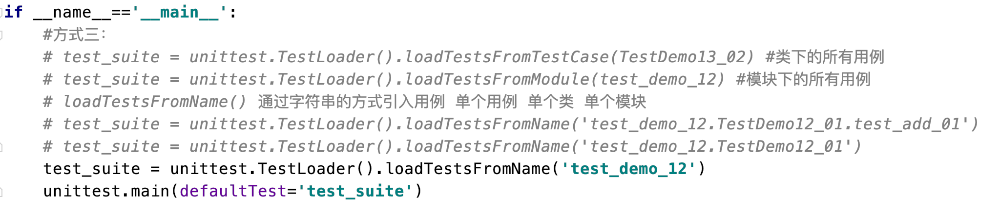 if __name__=='__main__':
    #方式三：
    # test_suite = unittest.TestLoader().loadTestsFromTestCase(TestDemo13_02) #类下的所有用例
    # test_suite = unittest.TestLoader().loadTestsFromModule(test_demo_12) #模块下的所有用例
    # loadTestsFromName() 通过字符串的方式引入用例 单个用例 单个类 单个模块
    # test_suite = unittest.TestLoader().loadTestsFromName('test_demo_12.TestDemo12_01.test_add_01')
    # test_suite = unittest.TestLoader().loadTestsFromName('test_demo_12.TestDemo12_01')
    test_suite = unittest.TestLoader().loadTestsFromName('test_demo_12')
    unittest.main(defaultTest='test_suite')